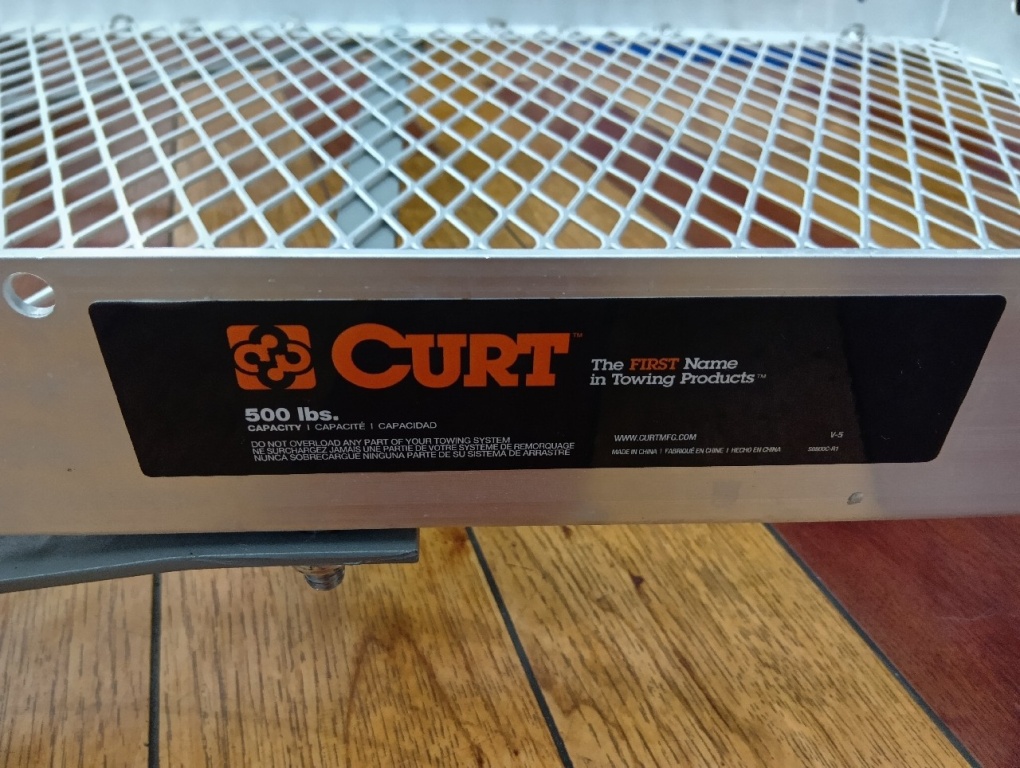 CURT™
The FIRST Name
in Towing Products™
500 lbs.
CAPACITY | CAPACITÉ | CAPACIDAD
DO NOT OVERLOAD ANY PART OF YOUR TOWING SYSTEM
NE SURCHARGEZ JAMAIS UNE PARTIE DE VOTRE SYSTÈME DE REMORQUAGE
NUNCA SOBRECARGUE NINGUNA PARTE DE SU SISTEMA DE ARRASTRE
WWW.CURTMFG.COM
V-5
MADE IN CHINA | FABRIQUÉ EN CHINE | HECHO EN CHINA